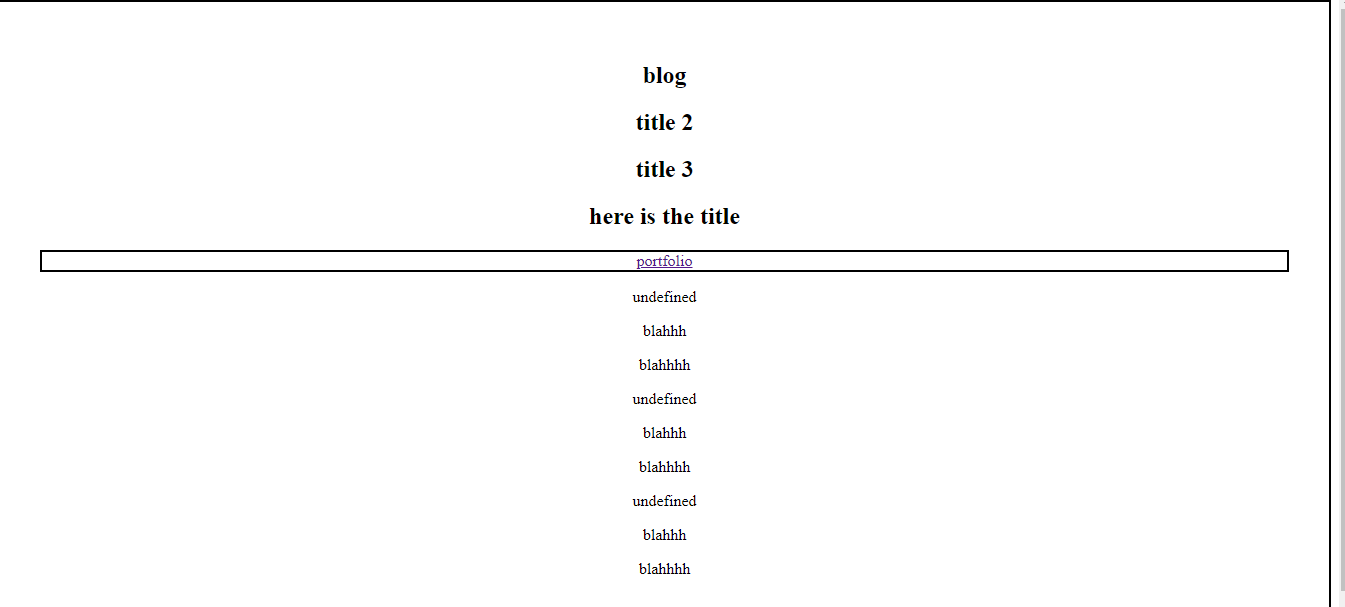 blog
title 2
title 3
here is the title
portfolio
undefined
blahhh
blahhhh
undefined
blahhh
blahhhh
undefined
blahhh
blahhhh